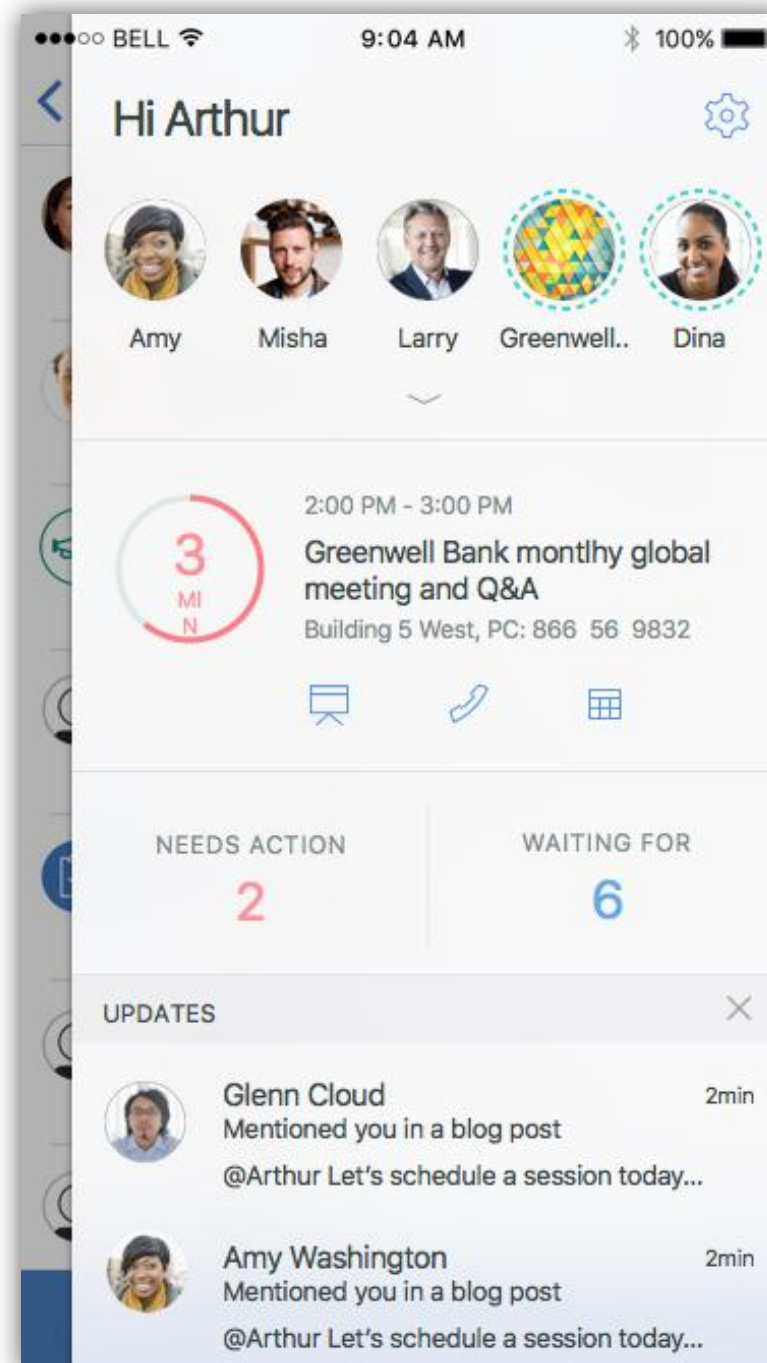 BELL 9:04 AM 100%
Hi Arthur
Amy Misha Larry Greenwell.. Dina
2:00 PM - 3:00 PM
3
MI
N
Greenwell Bank montlhy global
meeting and Q&A
Building 5 West, PC: 866 56 9832
NEEDS ACTION WAITING FOR
2 6
UPDATES
Glenn Cloud 2min
Mentioned you in a blog post
@Arthur Let's schedule a session today...
Amy Washington 2min
Mentioned you in a blog post
@Arthur Let's schedule a session today...